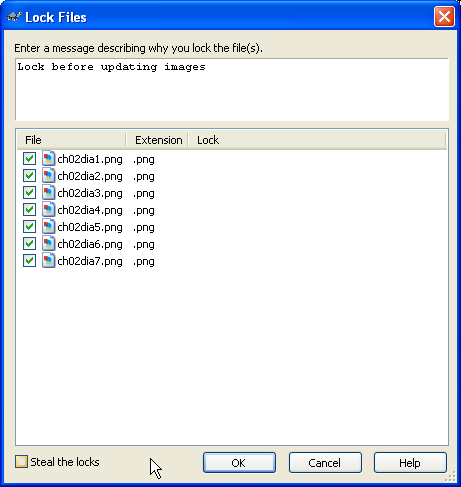 Lock Files
Enter a message describing why you lock the file(s).
Lock before updating images
File Extension Lock
ch02dia1.png .png
ch02dia2.png .png
ch02dia3.png .png
ch02dia4.png .png
ch02dia5.png .png
ch02dia6.png .png
ch02dia7.png .png
Steal the locks OK Cancel Help